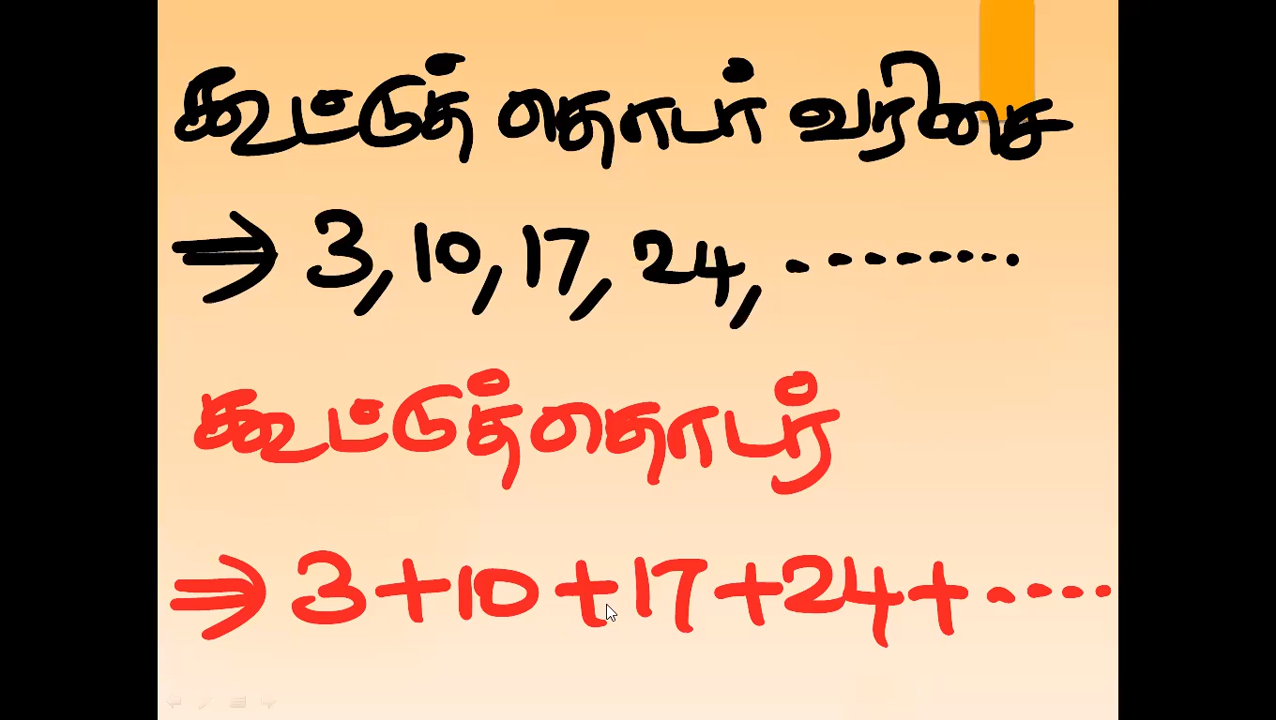 கூட்டுத் தொடர் வரிசை
⇒ 3, 10, 17, 24, ........
கூட்டுத்தொடர்
⇒ 3 + 10 + 17 + 24 + .....